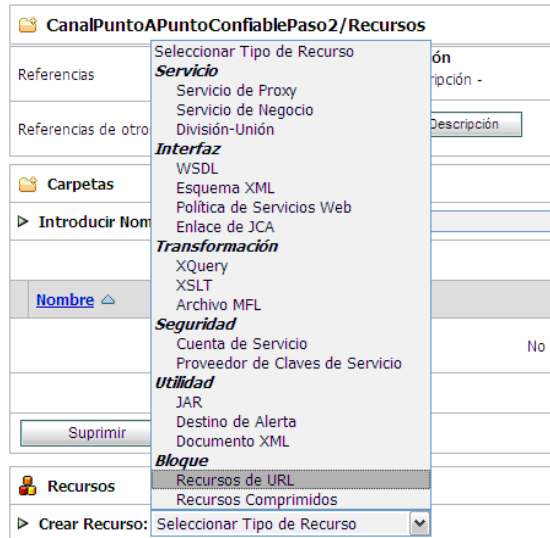 CanalPuntoAPuntoConfiablePaso2/Recursos
Seleccionar Tipo de Recurso
Servicio
Servicio de Proxy
Servicio de Negocio
División-Unión
Interfaz
WSDL
Esquema XML
Política de Servicios Web
Enlace de JCA
Transformación
XQuery
XSLT
Archivo MFL
Seguridad
Cuenta de Servicio
Proveedor de Claves de Servicio
Utilidad
JAR
Destino de Alerta
Documento XML
Bloque
Recursos de URL
Recursos Comprimidos
Referencias
ón
ripción -
Referencias de otro
Descripción
Carpetas
Introducir Nom
Nombre
No
Suprimir
Recursos
Crear Recurso: Seleccionar Tipo de Recurso